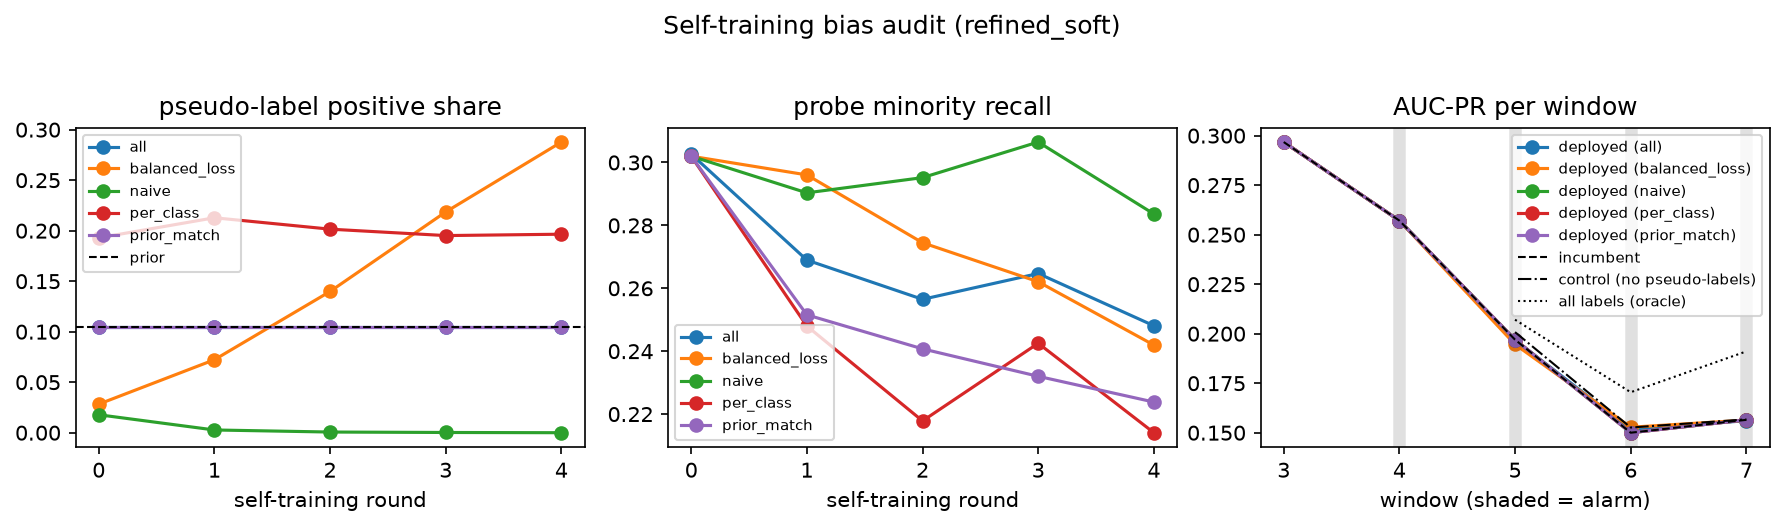 Self-training bias audit (refined_soft)
pseudo-label positive share
0.30
0.25
0.20
0.15
0.10
0.05
0.00
all
balanced_loss
naive
per_class
prior_match
prior
0 1 2 3 4
self-training round
probe minority recall
0.30
0.28
0.26
0.24
0.22
all
balanced_loss
naive
per_class
prior_match
0 1 2 3 4
self-training round
AUC-PR per window
0.300
0.275
0.250
0.225
0.200
0.175
0.150
deployed (all)
deployed (balanced_loss)
deployed (naive)
deployed (per_class)
deployed (prior_match)
incumbent
control (no pseudo-labels)
all labels (oracle)
3 4 5 6 7
window (shaded = alarm)